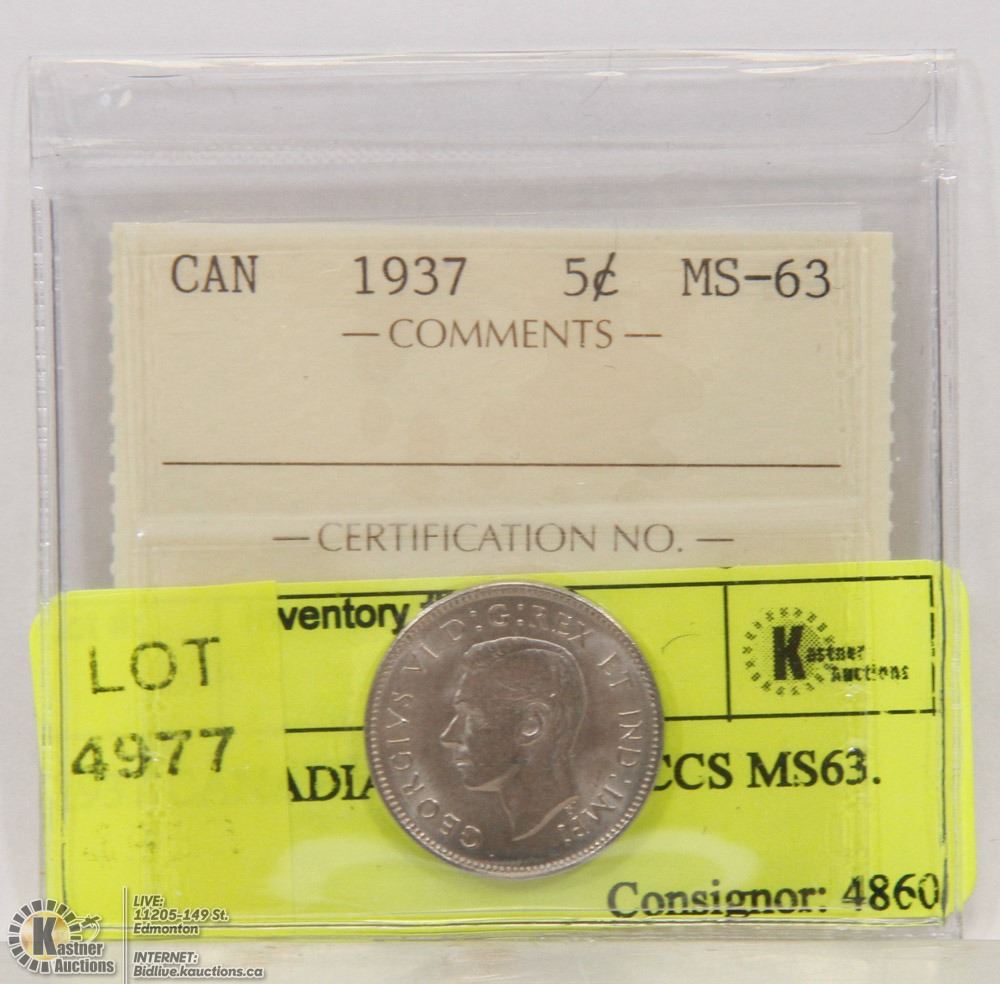 CAN 1937 5¢ MS-63
— COMMENTS —
— CERTIFICATION NO. —
ventory
LOT
4977
Kastner
Auctions
GEORGIVS VI D:G:REX ET IND:IMP:
ADIA CCS MS63.
Consignor: 4860
Kastner
Auctions
LIVE:
11205-149 St.
Edmonton
INTERNET:
Bidlive.kauctions.ca